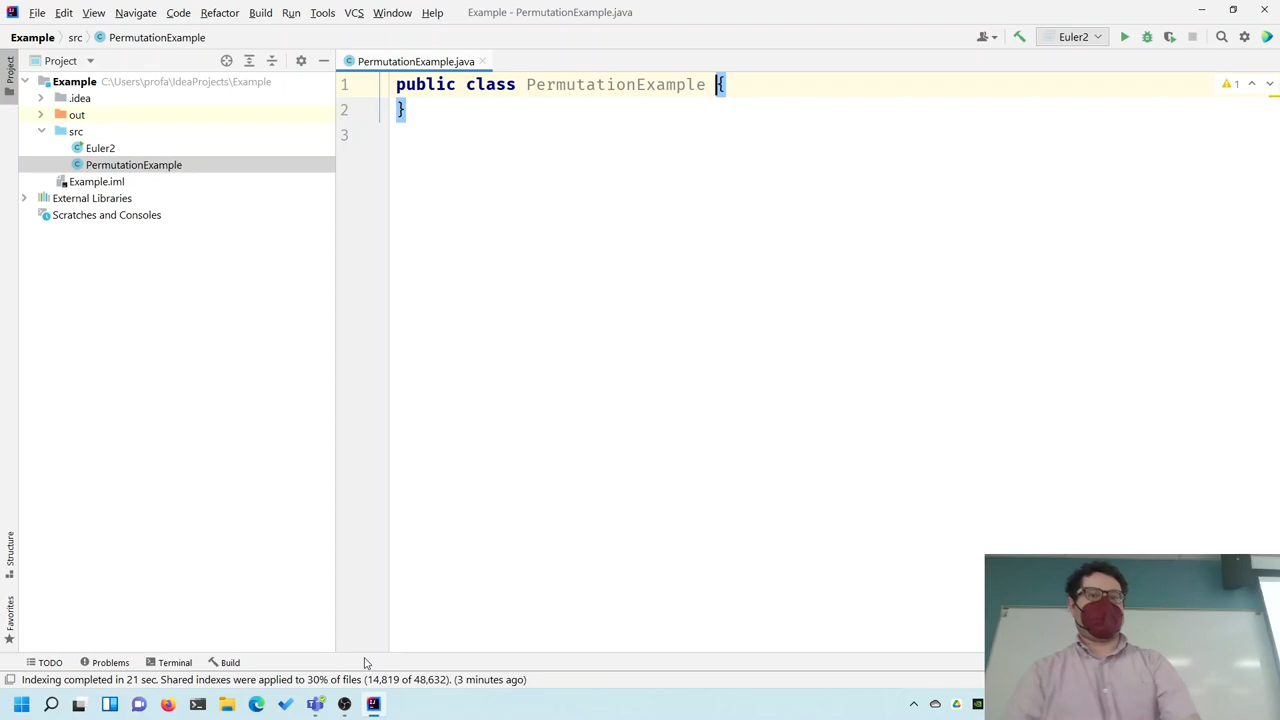 File Edit View Navigate Code Refactor Build Run Tools VCS Window Help Example - PermutationExample.java
Example src PermutationExample Euler2
Project Project PermutationExample.java
Example C:\Users\profa\IdeaProjects\Example
.idea
out
src
Euler2
PermutationExample
Example.iml
External Libraries
Scratches and Consoles
1 public class PermutationExample { 1
2 }
3
Structure
Favorites
TODO Problems Terminal Build
Indexing completed in 21 sec. Shared indexes were applied to 30% of files (14,819 of 48,632). (3 minutes ago)